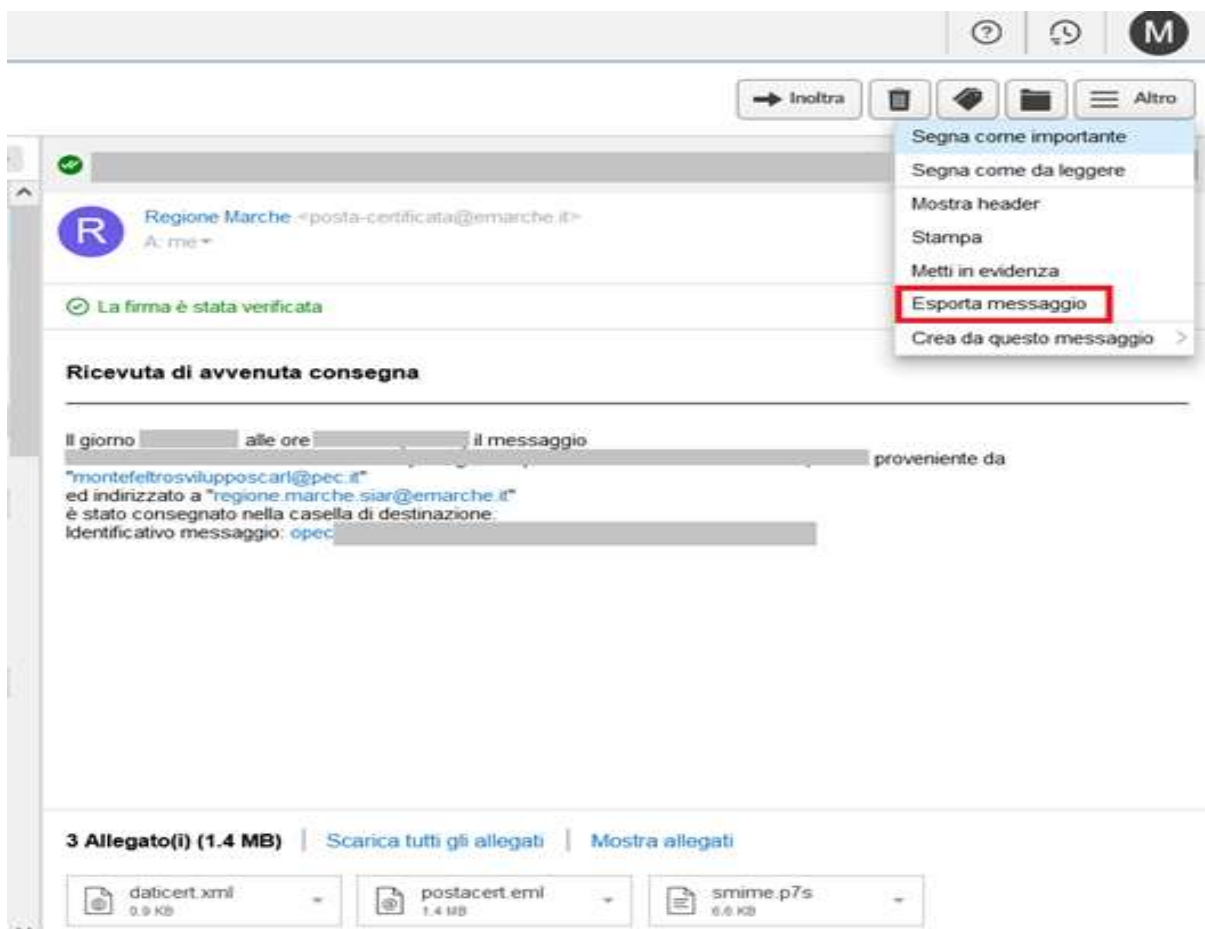 M
Inoltra
Altro
Segna come importante
Segna come da leggere
Mostra header
Stampa
Metti in evidenza
Esporta messaggio
Crea da questo messaggio >
R
Regione Marche <posta-certificata@emarche.it>
A: me
La firma è stata verificata
Ricevuta di avvenuta consegna
Il giorno alle ore il messaggio
proveniente da
"montefeltrosvilupposcarl@pec.it"
ed indirizzato a "regione.marche.siar@emarche.it"
è stato consegnato nella casella di destinazione.
Identificativo messaggio: opec
3 Allegato(i) (1.4 MB) | Scarica tutti gli allegati | Mostra allegati
daticert.xml
0.9 KB
postacert.eml
1.4 MB
smime.p7s
6.6 KB